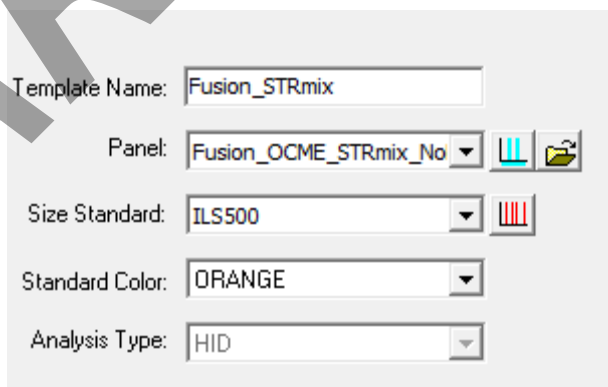 Template Name: Fusion_STRmix
Panel: Fusion_OCME_STRmix_No
Size Standard: ILS500
Standard Color: ORANGE
Analysis Type: HID